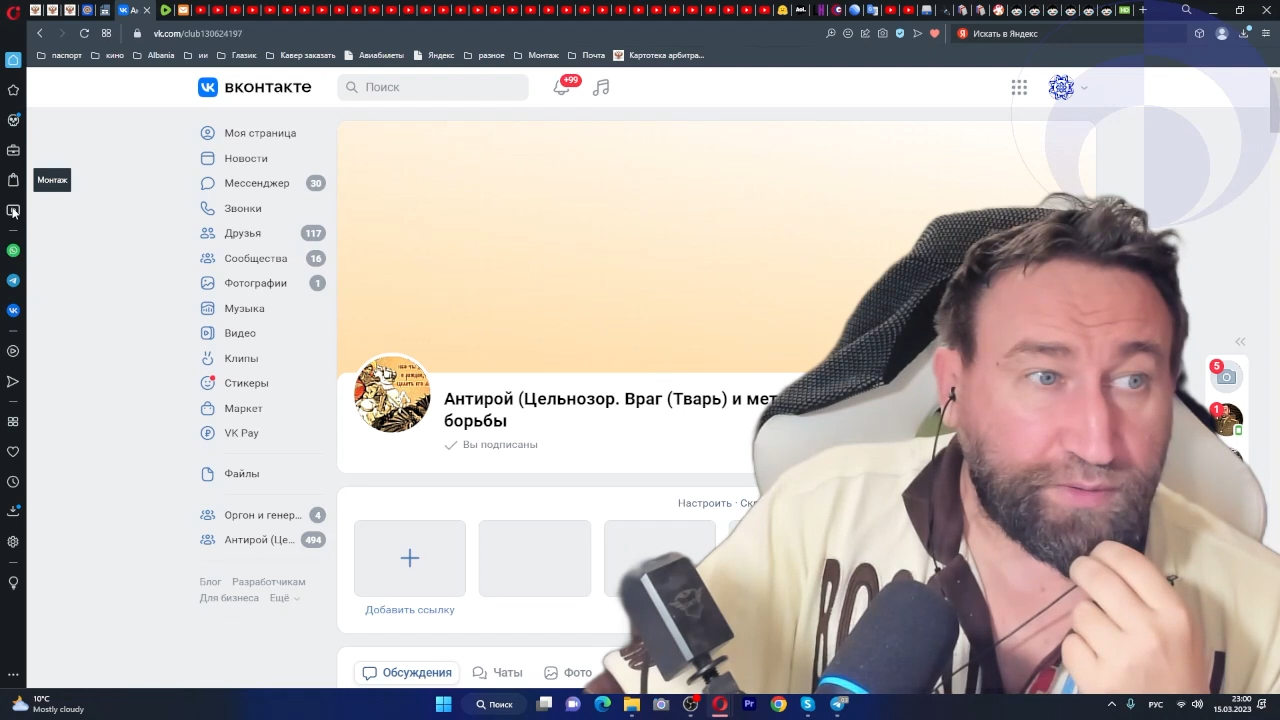 vk.com/club130624197
Искать в Яндекс
паспорт
кино
Albania
ии
Глазик
Кавер заказать
Авиабилеты
Яндекс
разное
Монтаж
Почта
Картотека арбитра...
вконтакте
Поиск
+99
Моя страница
Новости
Монтаж
Мессенджер 30
Звонки
Друзья 117
Сообщества 16
Фотографии 1
Музыка
Видео
Клипы
Стикеры
Маркет
VK Pay
Файлы
Оргон и генер... 4
Антирой (Це... 494
Блог Разработчикам
Для бизнеса Ещё
Антирой (Цельнозор. Враг (Тварь) и мет
борьбы
Вы подписаны
5
1
Настроить
Добавить ссылку
Обсуждения
Чаты
Фото
10°C
Mostly cloudy
Поиск
РУС
23:00
15.03.2023